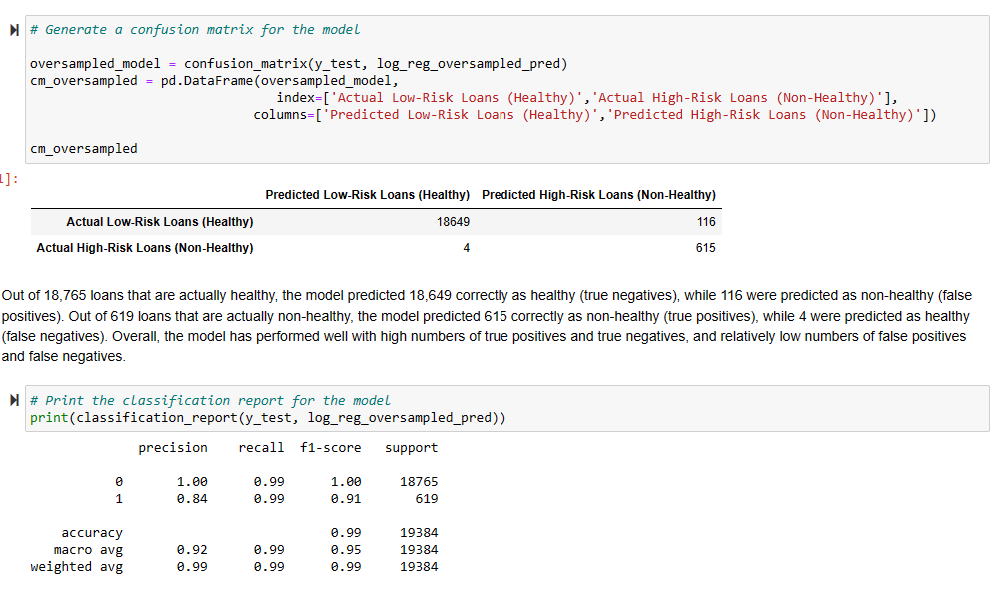 # Generate a confusion matrix for the model
oversampled_model = confusion_matrix(y_test, log_reg_oversampled_pred)
cm_oversampled = pd.DataFrame(oversampled_model,
index=['Actual Low-Risk Loans (Healthy)','Actual High-Risk Loans (Non-Healthy)'],
columns=['Predicted Low-Risk Loans (Healthy)','Predicted High-Risk Loans (Non-Healthy)'])
cm_oversampled
]:
Predicted Low-Risk Loans (Healthy) Predicted High-Risk Loans (Non-Healthy)
Actual Low-Risk Loans (Healthy) 18649 116
Actual High-Risk Loans (Non-Healthy) 4 615
Out of 18,765 loans that are actually healthy, the model predicted 18,649 correctly as healthy (true negatives), while 116 were predicted as non-healthy (false
positives). Out of 619 loans that are actually non-healthy, the model predicted 615 correctly as non-healthy (true positives), while 4 were predicted as healthy
(false negatives). Overall, the model has performed well with high numbers of true positives and true negatives, and relatively low numbers of false positives
and false negatives.
# Print the classification report for the model
print(classification_report(y_test, log_reg_oversampled_pred))
precision recall f1-score support
0 1.00 0.99 1.00 18765
1 0.84 0.99 0.91 619
accuracy 0.99 19384
macro avg 0.92 0.99 0.95 19384
weighted avg 0.99 0.99 0.99 19384